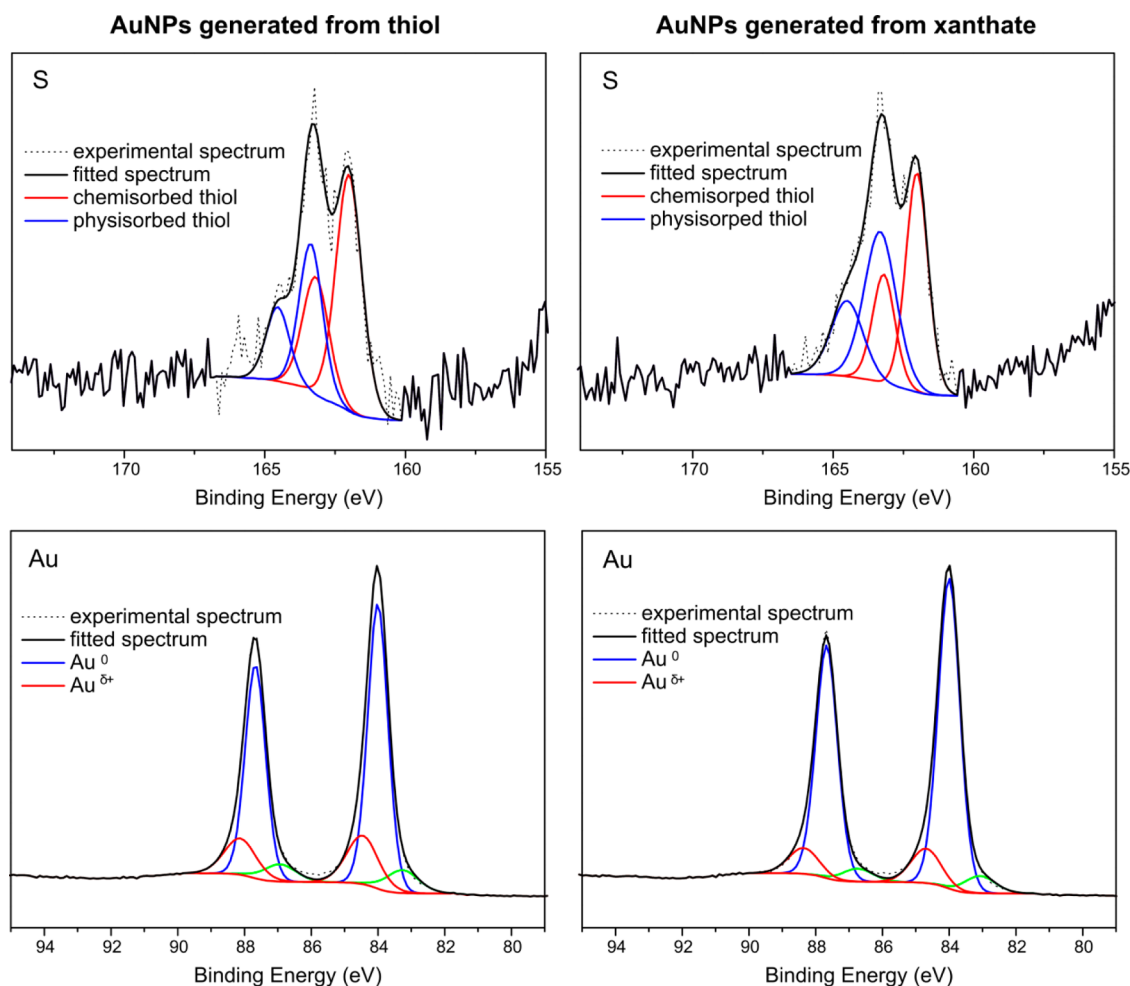 AuNPs generated from thiol
AuNPs generated from xanthate
S
experimental spectrum
fitted spectrum
chemisorbed thiol
physisorbed thiol
170
165
160
155
Binding Energy (eV)
S
experimental spectrum
fitted spectrum
chemisorped thiol
physisorped thiol
170
165
160
155
Binding Energy (eV)
Au
experimental spectrum
fitted spectrum
Au ⁰
Au ᵟ⁺
94 92 90 88 86 84 82 80
Binding Energy (eV)
Au
experimental spectrum
fitted spectrum
Au ⁰
Au ᵟ⁺
94 92 90 88 86 84 82 80
Binding Energy (eV)